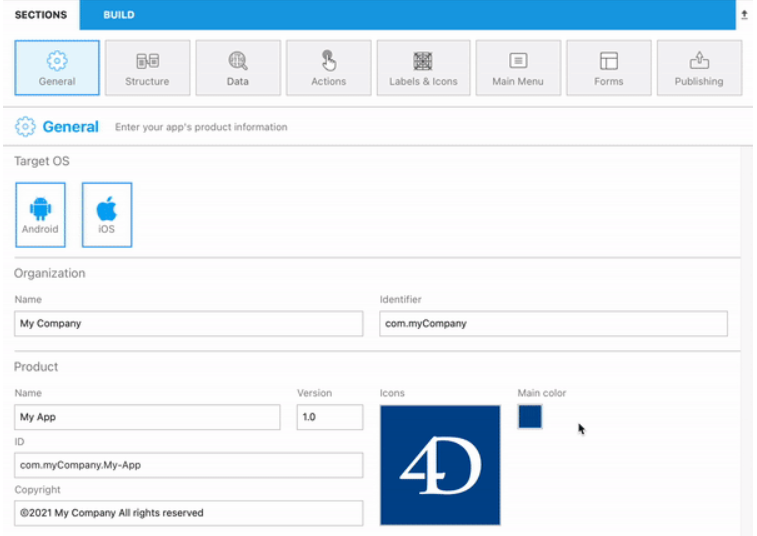 SECTIONS BUILD
General Structure Data Actions Labels & Icons Main Menu Forms Publishing
General Enter your app's product information
Target OS
Android iOS
Organization
Name Identifier
My Company com.myCompany
Product
Name Version Icons Main color
My App 1.0
ID
com.myCompany.My-App
4D
Copyright
©2021 My Company All rights reserved